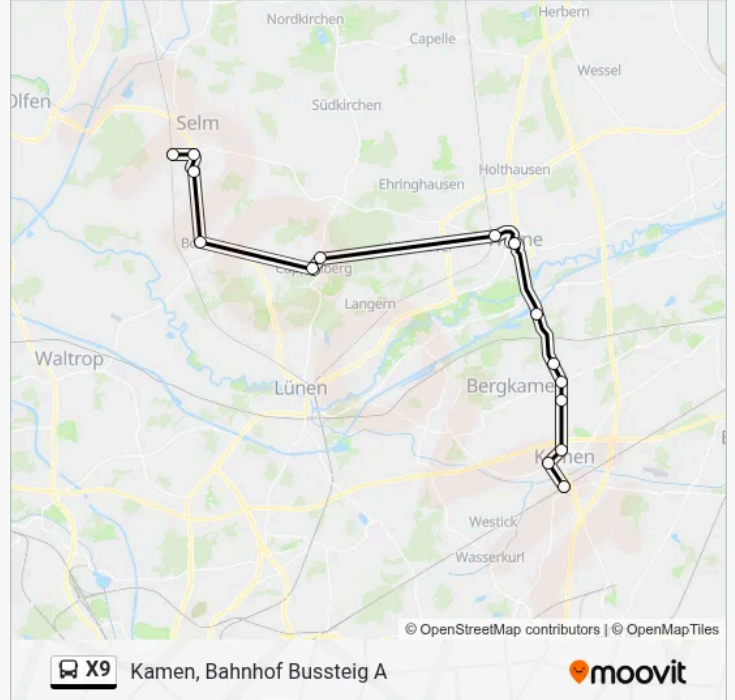 Nordkirchen
Herbern
Capelle
Wessel
Olfen
Südkirchen
Selm
Holthausen
Ehringhausen
Langern
Waltrop
Lünen
Bergkame
Westick
Wasserkurl
© OpenStreetMap contributors | © OpenMapTiles
X9 Kamen, Bahnhof Bussteig A
moovit